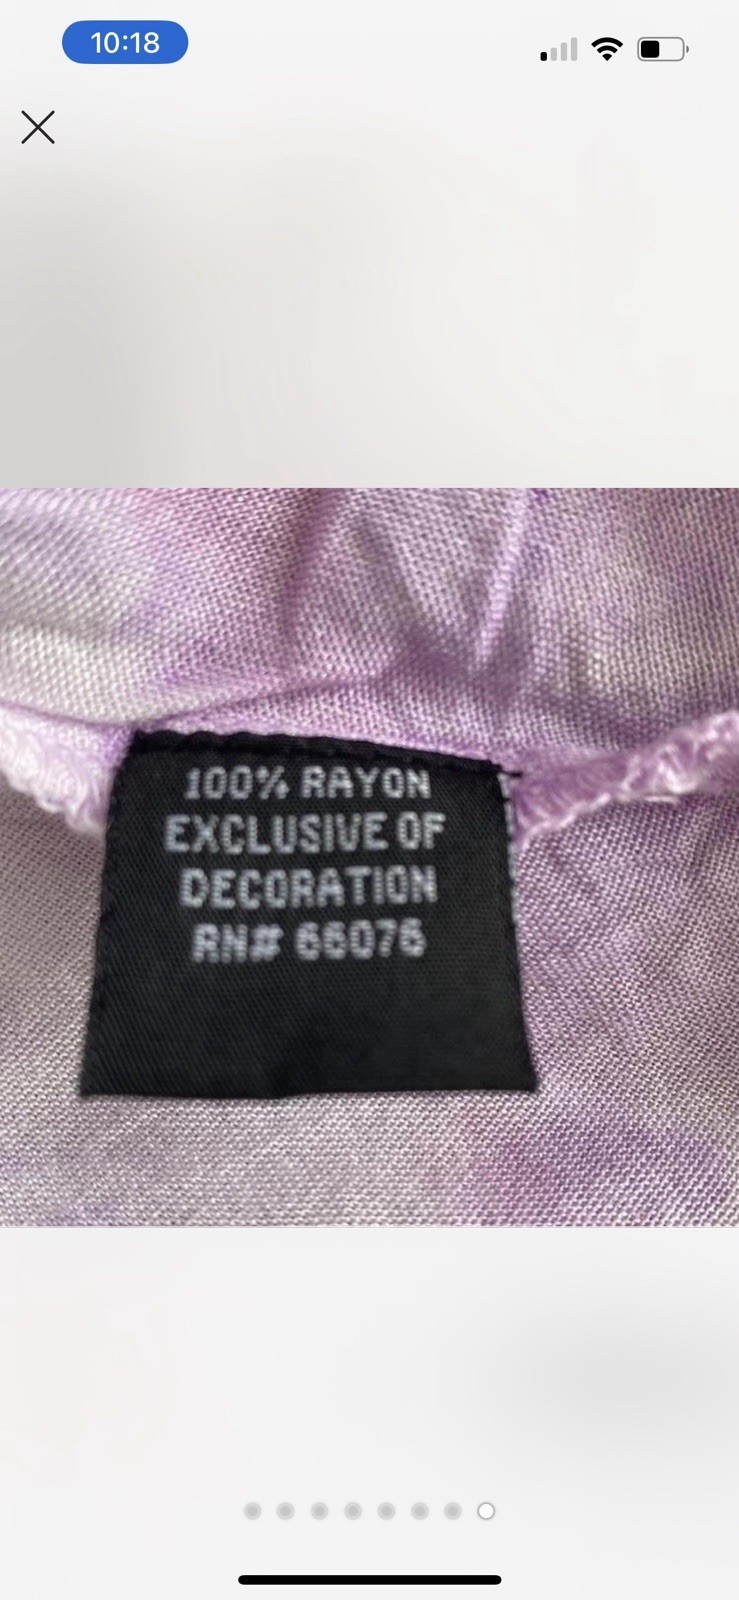 10:18
100% RAYON
EXCLUSIVE OF
DECORATION
RN# 66076